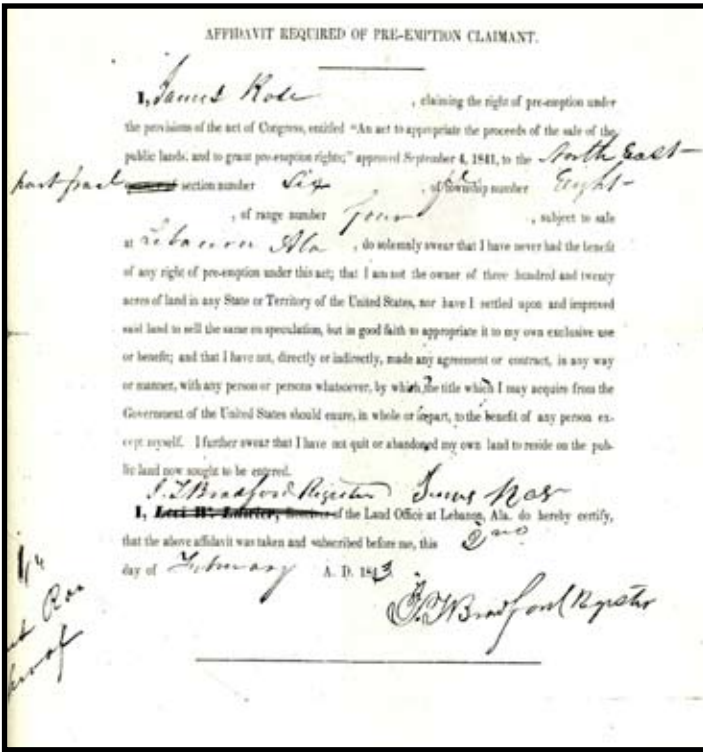 AFFIDAVIT REQUIRED OF PRE-EMPTION CLAIMANT.
I, James Rose , claiming the right of pre-emption under
the provisions of the act of Congress, entitled "An act to appropriate the proceeds of the sale of the
public lands, and to grant pre-emption rights;" approved September 4, 1841, to the North East
part fracl section number Six , of township number Eight
, of range number four , subject to sale
at Lebanon Ala , do solemnly swear that I have never had the benefit
of any right of pre-emption under this act; that I am not the owner of three hundred and twenty
acres of land in any State or Territory of the United States, nor have I settled upon and improved
said land to sell the same on speculation, but in good faith to appropriate it to my own exclusive use
or benefit; and that I have not, directly or indirectly, made any agreement or contract, in any way
or manner, with any person or persons whatsoever, by which the title which I may acquire from the
Government of the United States should enure, in whole or in part, to the benefit of any person ex-
cept myself. I further swear that I have not quit or abandoned my own land to reside on the pub-
lic land now sought to be entered.
Bradford Register James
I, of the Land Office at Lebanon, Ala. do hereby certify,
that the above affidavit was taken and subscribed before me, this 2nd
day of February A. D. 1843
Bradford Register
proof